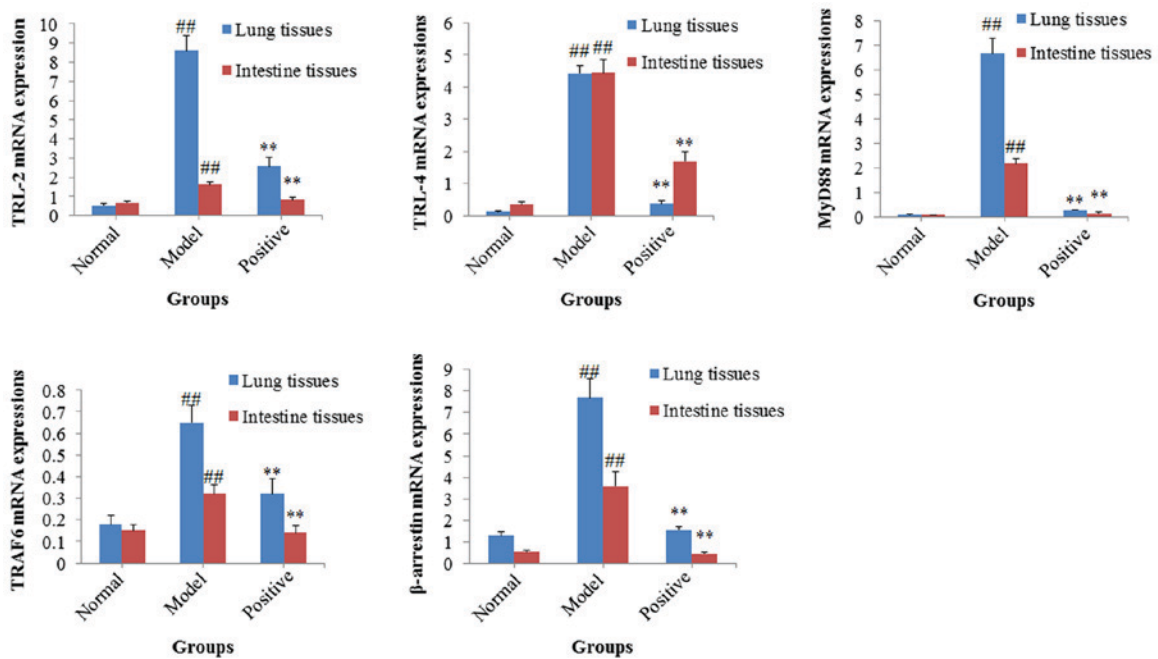 TRL-2 mRNA expressions
10
9
8
7
6
5
4
3
2
1
0
##
##
**
**
Lung tissues
Intestine tissues
Normal
Model
Positive
Groups
TRL-4 mRNA expressions
6
5
4
3
2
1
0
## ##
**
**
Lung tissues
Intestine tissues
Normal
Model
Positive
Groups
MyD88 mRNA expressions
8
7
6
5
4
3
2
1
0
##
##
** **
Lung tissues
Intestine tissues
Normal
Model
Positive
Groups
TRAF6 mRNA expressions
0.8
0.7
0.6
0.5
0.4
0.3
0.2
0.1
0
##
##
**
**
Lung tissues
Intestine tissues
Normal
Model
Positive
Groups
β-arrestin mRNA expressions
9
8
7
6
5
4
3
2
1
0
##
##
**
**
Lung tissues
Intestine tissues
Normal
Model
Positive
Groups